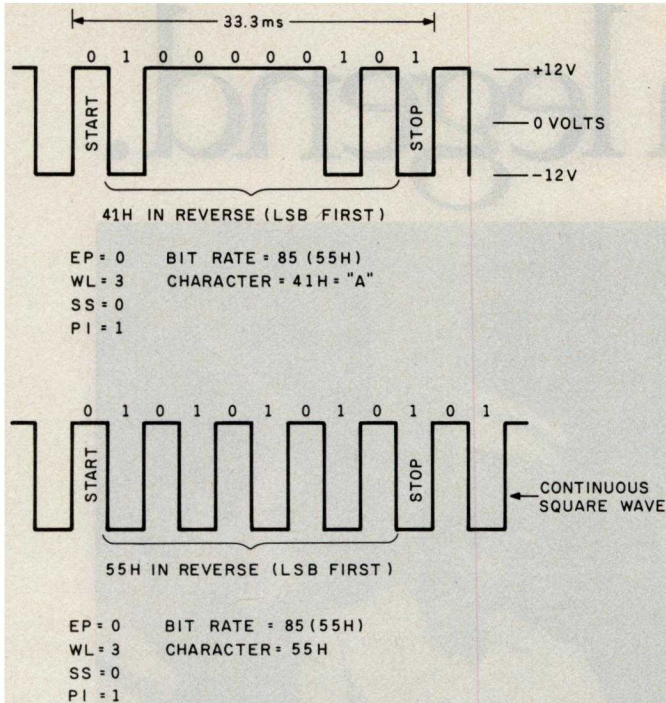 33.3ms
0 1 0 0 0 0 0 1 0 1
+12V
START
STOP
0 VOLTS
-12V
41H IN REVERSE (LSB FIRST)
EP = 0 BIT RATE = 85 (55H)
WL = 3 CHARACTER = 41H = "A"
SS = 0
PI = 1
0 1 0 1 0 1 0 1 0 1 0 1
START
STOP
CONTINUOUS
SQUARE WAVE
55H IN REVERSE (LSB FIRST)
EP = 0 BIT RATE = 85 (55H)
WL = 3 CHARACTER = 55H
SS = 0
PI = 1